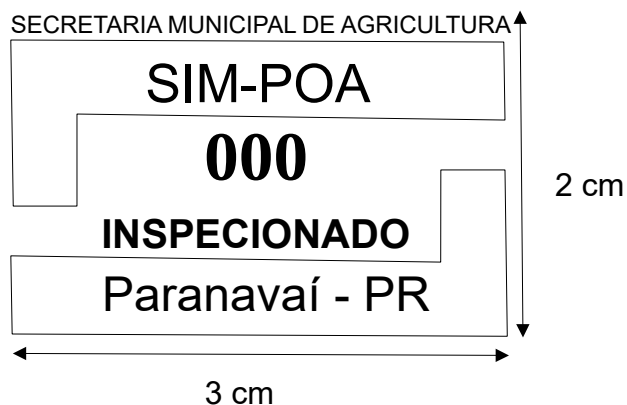 SECRETARIA MUNICIPAL DE AGRICULTURA
SIM-POA
000
2 cm
INSPECIONADO
Paranavaí - PR
3 cm